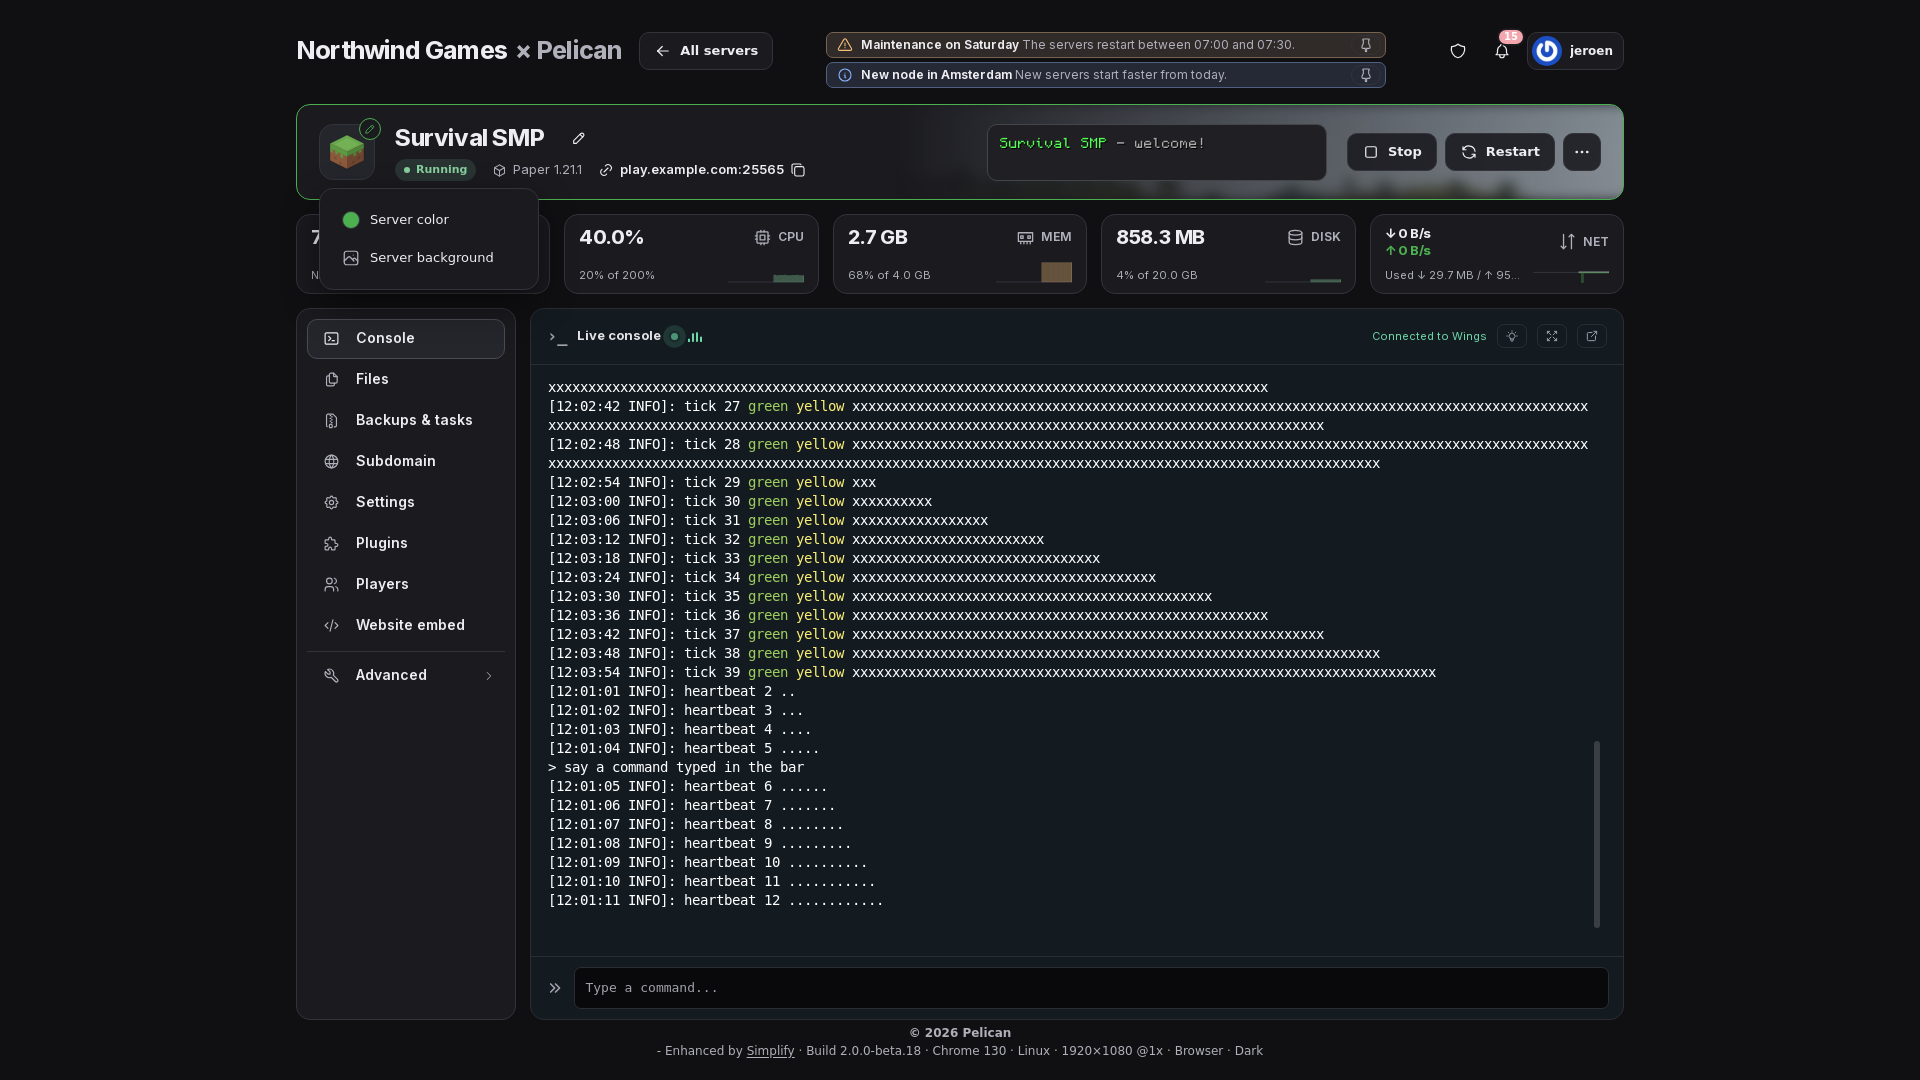 Northwind Games × Pelican
All servers
Maintenance on Saturday The servers restart between 07:00 and 07:30.
New node in Amsterdam New servers start faster from today.
15
jeroen
Survival SMP
Running
Paper 1.21.1
play.example.com:25565
Survival SMP - welcome!
Stop
Restart
Server color
Server background
7
N
40.0%
CPU
20% of 200%
2.7 GB
MEM
68% of 4.0 GB
858.3 MB
DISK
4% of 20.0 GB
↓ 0 B/s
↑ 0 B/s
NET
Used ↓ 29.7 MB / ↑ 95...
Console
Files
Backups & tasks
Subdomain
Settings
Plugins
Players
Website embed
Advanced
Live console
Connected to Wings
xxxxxxxxxxxxxxxxxxxxxxxxxxxxxxxxxxxxxxxxxxxxxxxxxxxxxxxxxxxxxxxxxxxxxxxxxxxxxxxxxxxxxxxxxx
[12:02:42 INFO]: tick 27 green yellow xxxxxxxxxxxxxxxxxxxxxxxxxxxxxxxxxxxxxxxxxxxxxxxxxxxxxxxxxxxxxxxxxxxxxxxxxxxxxxxxxxxxxxxxxxxx
xxxxxxxxxxxxxxxxxxxxxxxxxxxxxxxxxxxxxxxxxxxxxxxxxxxxxxxxxxxxxxxxxxxxxxxxxxxxxxxxxxxxxxxxxxxxxxxxx
[12:02:48 INFO]: tick 28 green yellow xxxxxxxxxxxxxxxxxxxxxxxxxxxxxxxxxxxxxxxxxxxxxxxxxxxxxxxxxxxxxxxxxxxxxxxxxxxxxxxxxxxxxxxxxxxx
xxxxxxxxxxxxxxxxxxxxxxxxxxxxxxxxxxxxxxxxxxxxxxxxxxxxxxxxxxxxxxxxxxxxxxxxxxxxxxxxxxxxxxxxxxxxxxxxxxxxxxxx
[12:02:54 INFO]: tick 29 green yellow xxx
[12:03:00 INFO]: tick 30 green yellow xxxxxxxxxx
[12:03:06 INFO]: tick 31 green yellow xxxxxxxxxxxxxxxxx
[12:03:12 INFO]: tick 32 green yellow xxxxxxxxxxxxxxxxxxxxxxxx
[12:03:18 INFO]: tick 33 green yellow xxxxxxxxxxxxxxxxxxxxxxxxxxxxxxx
[12:03:24 INFO]: tick 34 green yellow xxxxxxxxxxxxxxxxxxxxxxxxxxxxxxxxxxxxxx
[12:03:30 INFO]: tick 35 green yellow xxxxxxxxxxxxxxxxxxxxxxxxxxxxxxxxxxxxxxxxxxxxx
[12:03:36 INFO]: tick 36 green yellow xxxxxxxxxxxxxxxxxxxxxxxxxxxxxxxxxxxxxxxxxxxxxxxxxxxx
[12:03:42 INFO]: tick 37 green yellow xxxxxxxxxxxxxxxxxxxxxxxxxxxxxxxxxxxxxxxxxxxxxxxxxxxxxxxxxxx
[12:03:48 INFO]: tick 38 green yellow xxxxxxxxxxxxxxxxxxxxxxxxxxxxxxxxxxxxxxxxxxxxxxxxxxxxxxxxxxxxxxxxxx
[12:03:54 INFO]: tick 39 green yellow xxxxxxxxxxxxxxxxxxxxxxxxxxxxxxxxxxxxxxxxxxxxxxxxxxxxxxxxxxxxxxxxxxxxxxxxx
[12:01:01 INFO]: heartbeat 2 ..
[12:01:02 INFO]: heartbeat 3 ...
[12:01:03 INFO]: heartbeat 4 ....
[12:01:04 INFO]: heartbeat 5 .....
> say a command typed in the bar
[12:01:05 INFO]: heartbeat 6 ......
[12:01:06 INFO]: heartbeat 7 .......
[12:01:07 INFO]: heartbeat 8 ........
[12:01:08 INFO]: heartbeat 9 .........
[12:01:09 INFO]: heartbeat 10 ..........
[12:01:10 INFO]: heartbeat 11 ...........
[12:01:11 INFO]: heartbeat 12 ............
Type a command...
© 2026 Pelican
- Enhanced by Simplify · Build 2.0.0-beta.18 · Chrome 130 · Linux · 1920×1080 @1x · Browser · Dark